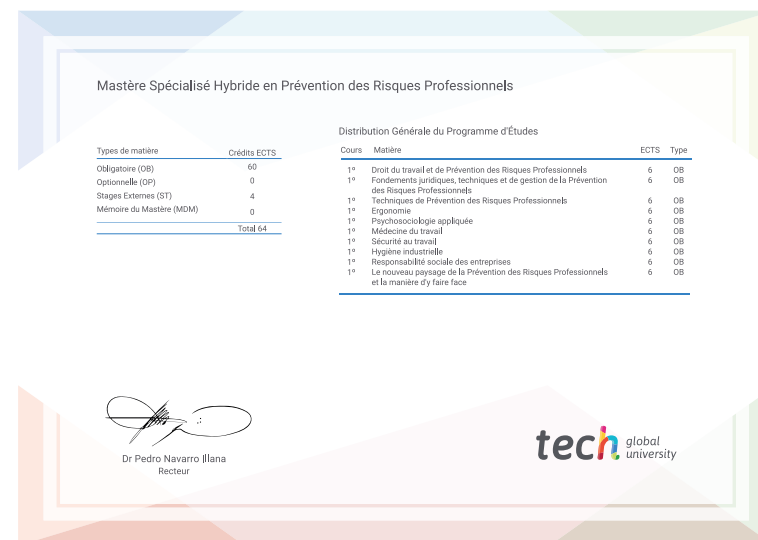 Mastère Spécialisé Hybride en Prévention des Risques Professionnels
Types de matière Crédits ECTS
Obligatoire (OB) 60
Optionnelle (OP) 0
Stages Externes (ST) 4
Mémoire du Mastère (MDM) 0
Total 64
Distribution Générale du Programme d'Études
Cours Matière ECTS Type
1º Droit du travail et de Prévention des Risques Professionnels 6 OB
1º Fondements juridiques, techniques et de gestion de la Prévention 6 OB
des Risques Professionnels
1º Techniques de Prévention des Risques Professionnels 6 OB
1º Ergonomie 6 OB
1º Psychosociologie appliquée 6 OB
1º Médecine du travail 6 OB
1º Sécurité au travail 6 OB
1º Hygiène industrielle 6 OB
1º Responsabilité sociale des entreprises 6 OB
1º Le nouveau paysage de la Prévention des Risques Professionnels 6 OB
et la manière d'y faire face
Dr Pedro Navarro Illana
Recteur
tech global
university